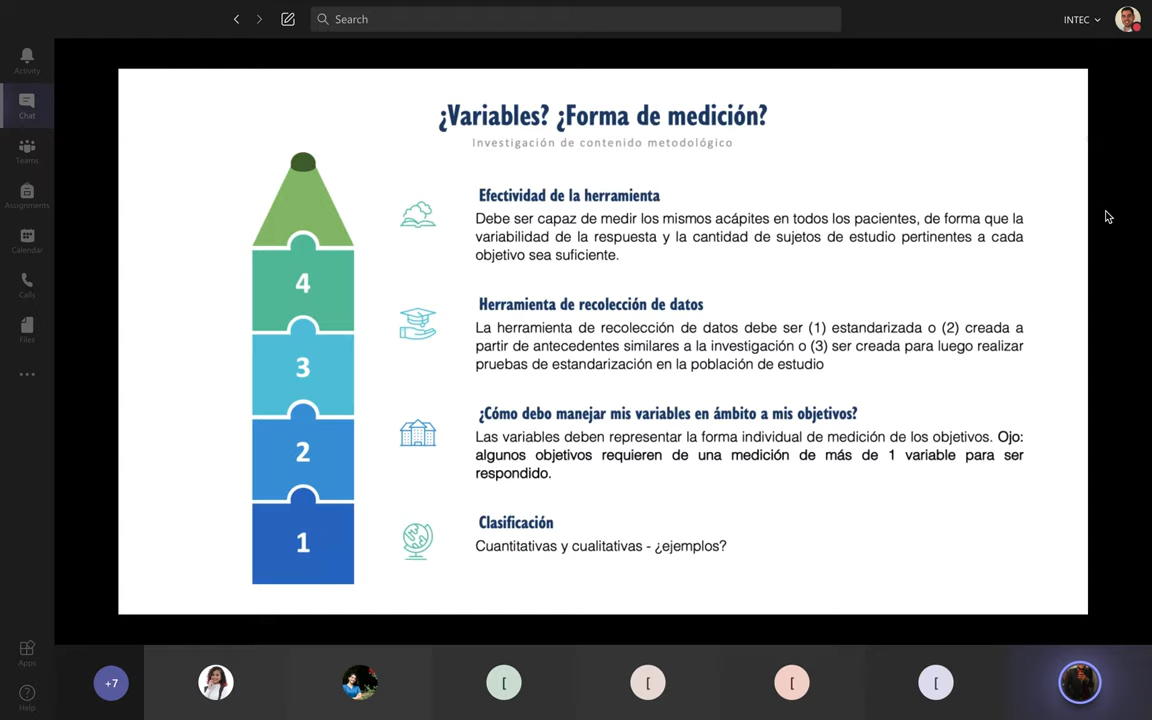 Search
INTEC
Activity
Chat
Teams
Assignments
Calendar
Calls
Files
Apps
Help
¿Variables? ¿Forma de medición?
Investigación de contenido metodológico
4
3
2
1
Efectividad de la herramienta
Debe ser capaz de medir los mismos acápites en todos los pacientes, de forma que la
variabilidad de la respuesta y la cantidad de sujetos de estudio pertinentes a cada
objetivo sea suficiente.
Herramienta de recolección de datos
La herramienta de recolección de datos debe ser (1) estandarizada o (2) creada a
partir de antecedentes similares a la investigación o (3) ser creada para luego realizar
pruebas de estandarización en la población de estudio
¿Cómo debo manejar mis variables en ámbito a mis objetivos?
Las variables deben representar la forma individual de medición de los objetivos. Ojo:
algunos objetivos requieren de una medición de más de 1 variable para ser
respondido.
Clasificación
Cuantitativas y cualitativas - ¿ejemplos?
+7
[
[
[
[